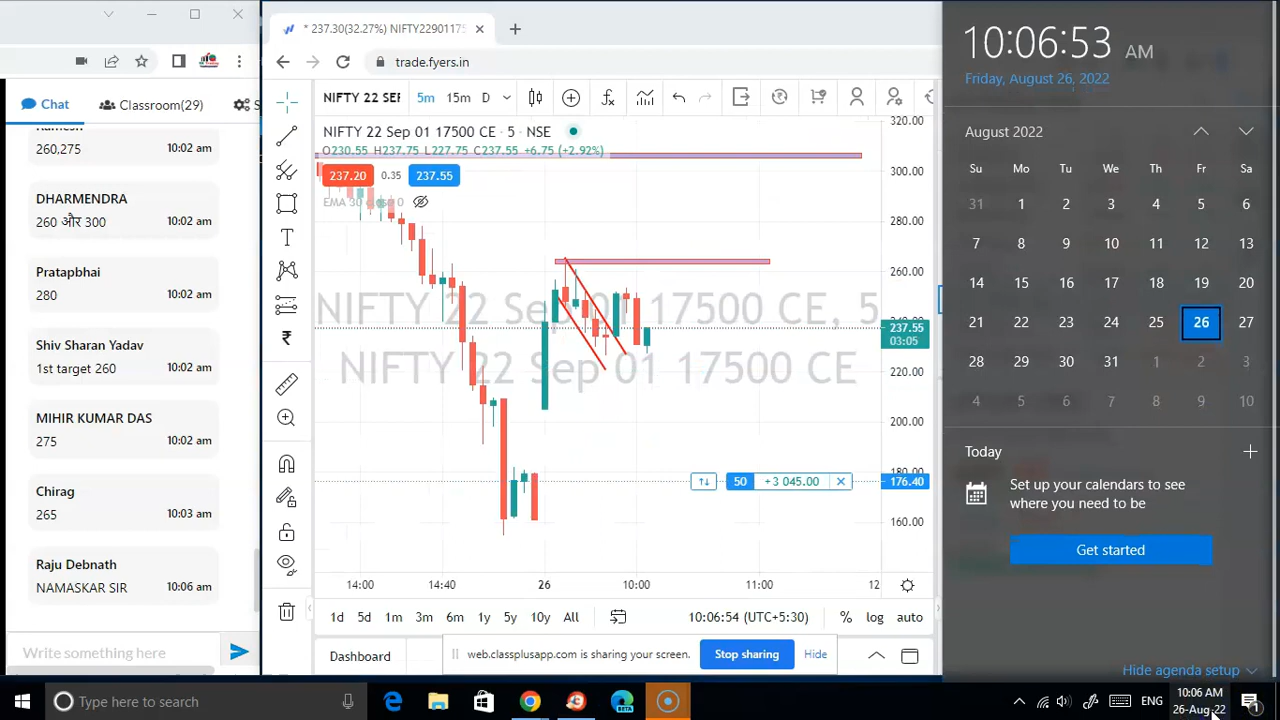 Chat
Classroom(29)
S
Ramesh
260,275
10:02 am
DHARMENDRA
260 और 300
10:02 am
Pratapbhai
280
10:02 am
Shiv Sharan Yadav
1st target 260
10:02 am
MIHIR KUMAR DAS
275
10:02 am
Chirag
265
10:03 am
Raju Debnath
NAMASKAR SIR
10:06 am
Write something here
* 237.30(32.27%) NIFTY2290117
trade.fyers.in
NIFTY 22 SEP
5m
15m
D
NIFTY 22 Sep 01 17500 CE · 5 · NSE
O230.55 H237.75 L227.75 C237.55 +6.75 (+2.92%)
237.20
0.35
237.55
EMA 30 close 0
NIFTY 22 Sep 01 17500 CE, 5
NIFTY 22 Sep 01 17500 CE
320.00
300.00
280.00
260.00
240.00
237.55
03:05
220.00
200.00
180.00
176.40
160.00
50
+3 045.00
14:00
14:40
26
10:00
11:00
12
1d
5d
1m
3m
6m
1y
5y
10y
All
10:06:54 (UTC+5:30)
%
log
auto
Dashboard
web.classplusapp.com is sharing your screen.
Stop sharing
Hide
10:06:53 AM
Friday, August 26, 2022
August 2022
Su Mo Tu We Th Fr Sa
31 1 2 3 4 5 6
7 8 9 10 11 12 13
14 15 16 17 18 19 20
21 22 23 24 25 26 27
28 29 30 31 1 2 3
4 5 6 7 8 9 10
Today
Set up your calendars to see
where you need to be
Get started
Hide agenda setup
Type here to search
BETA
ENG
10:06 AM
26-Aug-22
1